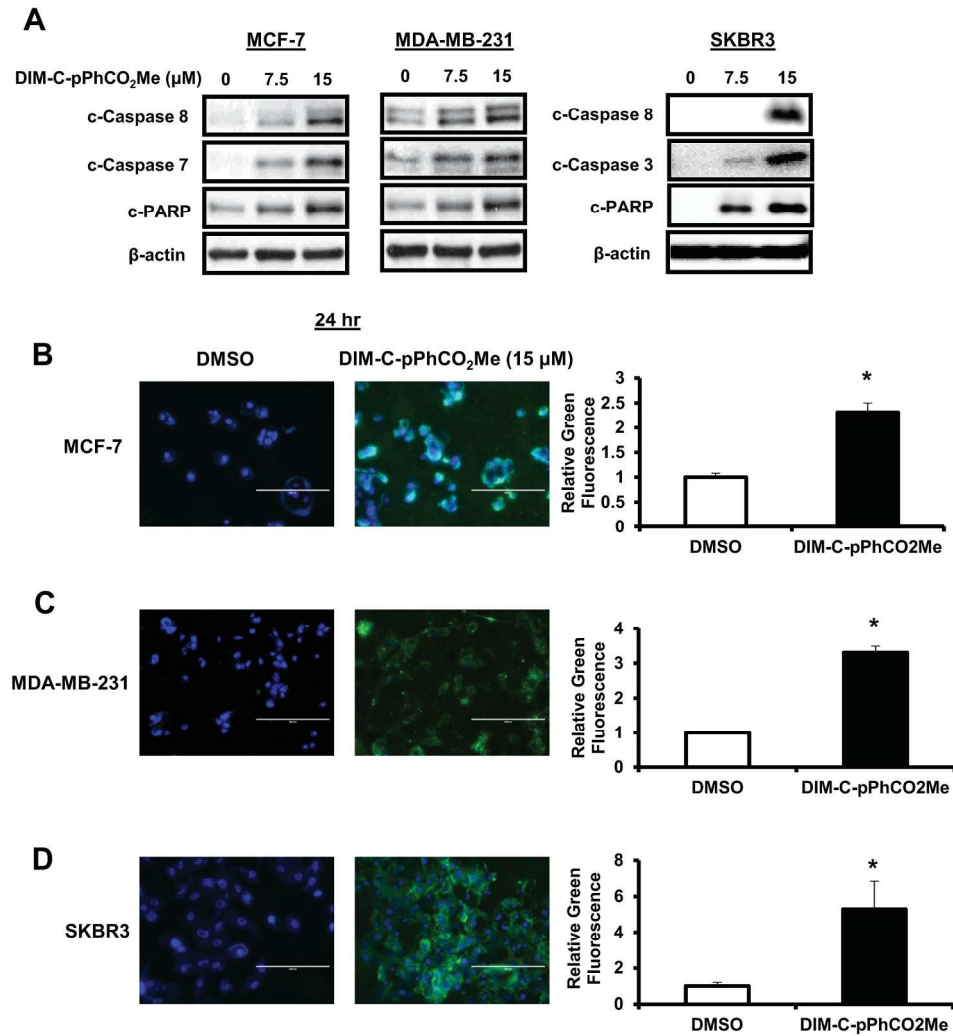 A
MCF-7 MDA-MB-231 SKBR3
DIM-C-pPhCO₂Me (µM) 0 7.5 15 0 7.5 15 0 7.5 15
c-Caspase 8 c-Caspase 8
c-Caspase 7 c-Caspase 3
c-PARP c-PARP
β-actin β-actin
24 hr
B DMSO DIM-C-pPhCO₂Me (15 µM)
MCF-7
Relative Green
Fluorescence
3
2.5
2
1.5
1
0.5
0
*
DMSO DIM-C-pPhCO2Me
C
MDA-MB-231
Relative Green
Fluorescence
4
3
2
1
0
*
DMSO DIM-C-pPhCO2Me
D
SKBR3
Relative Green
Fluorescence
8
6
4
2
0
*
DMSO DIM-C-pPhCO2Me